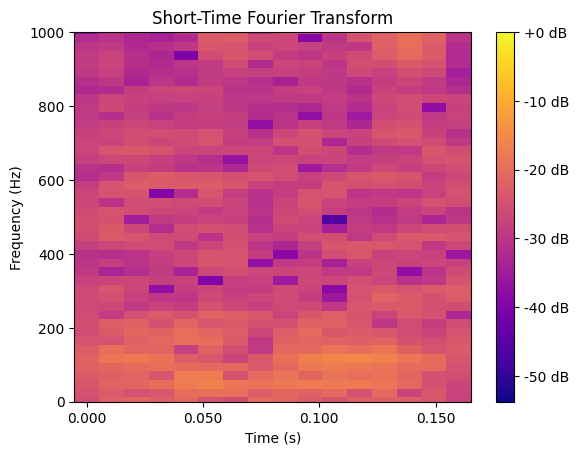 Short-Time Fourier Transform
1000
800
600
400
200
0
Frequency (Hz)
0.000
0.050
0.100
0.150
Time (s)
+0 dB
-10 dB
-20 dB
-30 dB
-40 dB
-50 dB